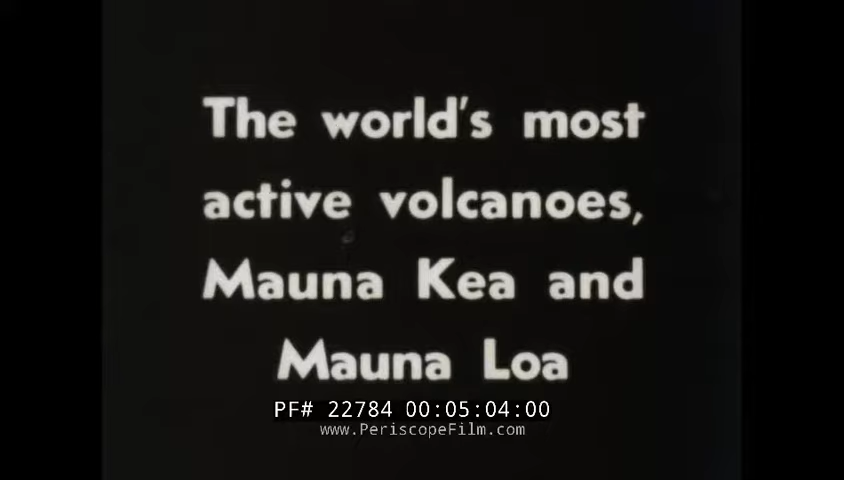 The world's most
active volcanoes,
Mauna Kea and
Mauna Loa
PF# 22784 00:05:04:00
www.PeriscopeFilm.com